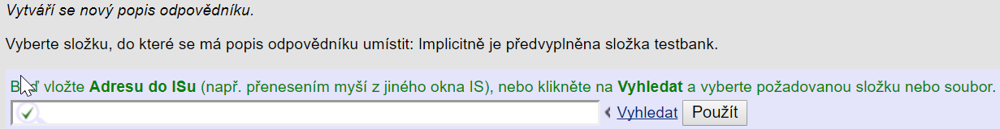 Vytváří se nový popis odpovědníku.
Vyberte složku, do které se má popis odpovědníku umístit: Implicitně je předvyplněna složka testbank.
vložte Adresu do ISu (např. přenesením myší z jiného okna IS), nebo klikněte na Vyhledat a vyberte požadovanou složku nebo soubor.
Vyhledat Použít